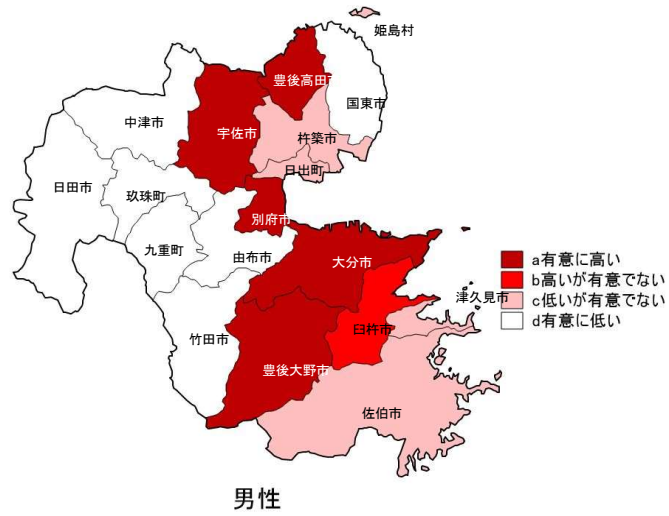 姫島村
豊後高田市
国東市
中津市
宇佐市
杵築市
日出町
日田市
玖珠町
別府市
九重町
由布市
大分市
a有意に高い
b高いが有意でない
津久見市
c低いが有意でない
d有意に低い
臼杵市
竹田市
豊後大野市
佐伯市
男性